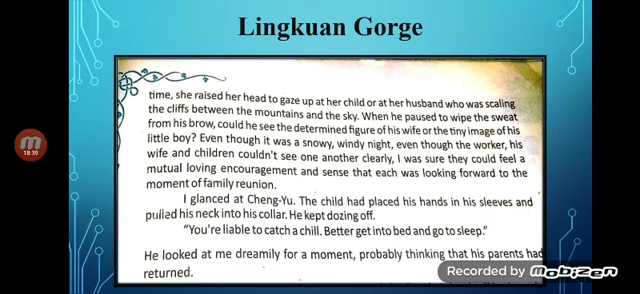 Lingkuan Gorge
time, she raised her head to gaze up at her child or at her husband who was scaling
the cliffs between the mountains and the sky. When he paused to wipe the sweat
from his brow, could he see the determined figure of his wife or the tiny image of his
little boy? Even though it was a snowy, windy night, even though the worker, his
wife and children couldn't see one another clearly, I was sure they could feel a
mutual loving encouragement and sense that each was looking forward to the
moment of family reunion.
I glanced at Cheng-Yu. The child had placed his hands in his sleeves and
pulied his neck into his collar. He kept dozing off.
"You're liable to catch a chill. Better get into bed and go to sleep."
He looked at me dreamily for a moment, probably thinking that his parents had
returned.
18:39
Recorded by mobizen